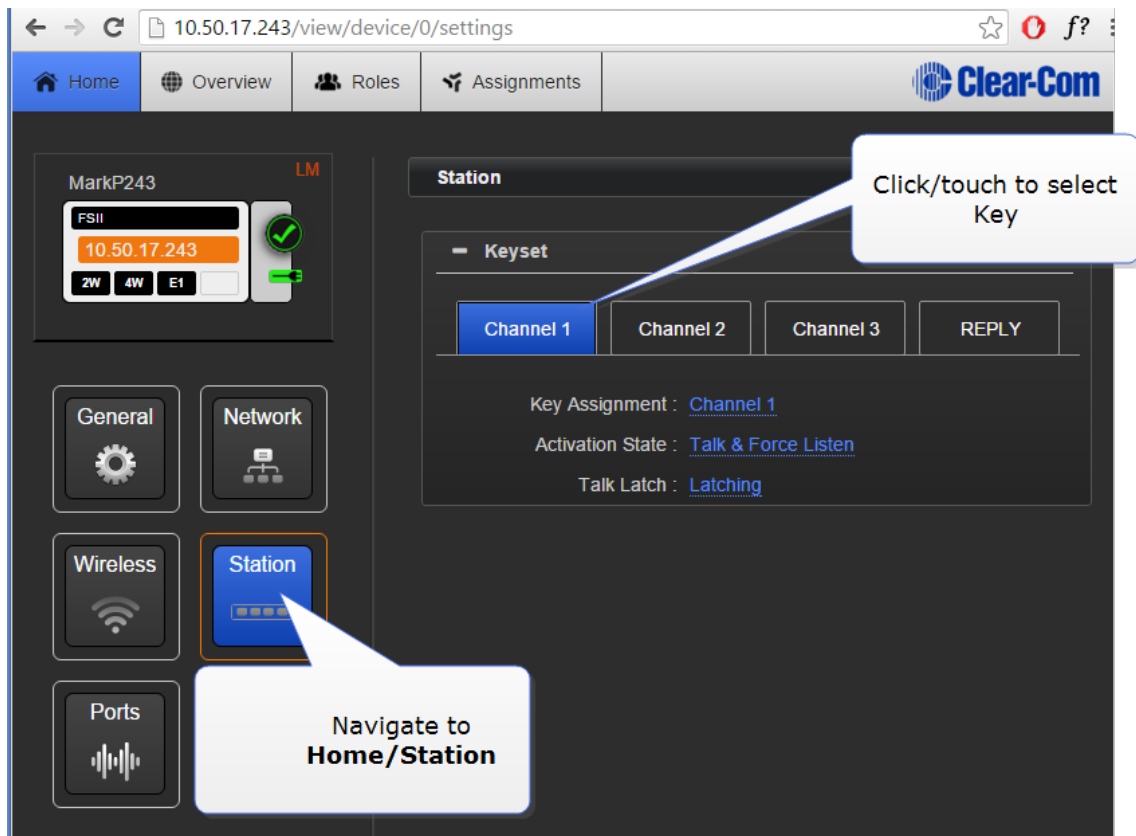 10.50.17.243/view/device/0/settings
f?
Home Overview Roles Assignments Clear-Com
MarkP243 LM
FSII
10.50.17.243
2W 4W E1
General Network
Wireless Station
Ports
Navigate to
Home/Station
Station
Click/touch to select
Key
Keyset
Channel 1 Channel 2 Channel 3 REPLY
Key Assignment : Channel 1
Activation State : Talk & Force Listen
Talk Latch : Latching